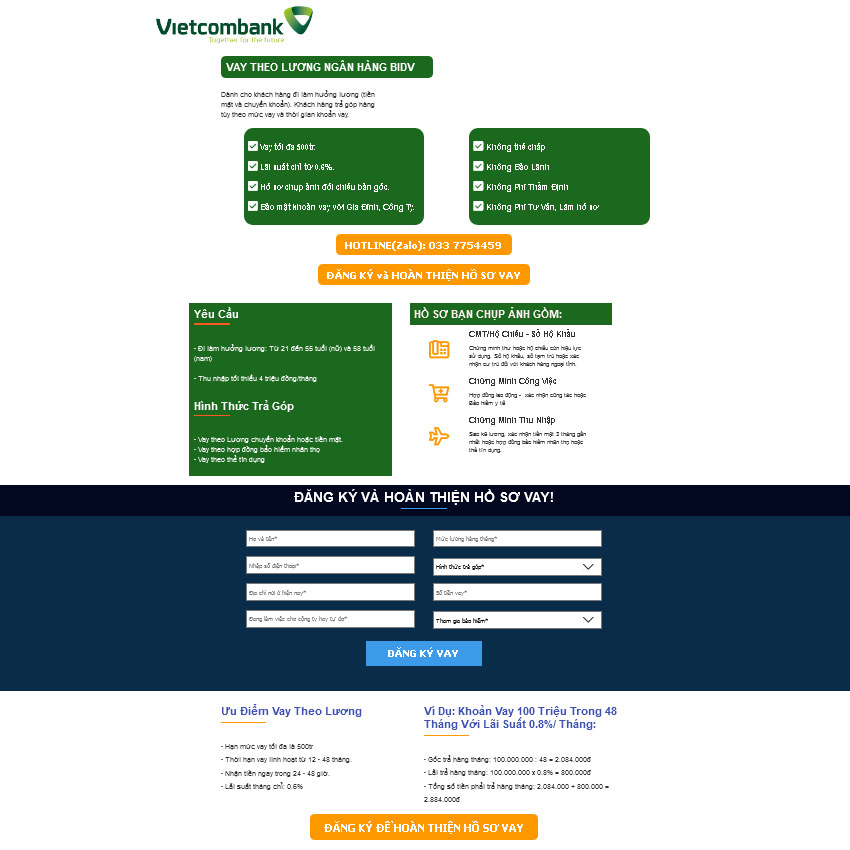 Vietcombank
Together for the future
VAY THEO LƯƠNG NGÂN HÀNG BIDV
Dành cho khách hàng đi làm hưởng lương (tiền
mặt và chuyển khoản). Khách hàng trả góp hàng
tùy theo mức vay và thời gian khoản vay.
Vay tối đa 500tr.
Lãi suất chỉ từ 0.6%.
Hồ sơ chụp ảnh đối chiếu bản gốc.
Bảo mật khoản vay với Gia Đình, Công Ty.
Không thế chấp
Không Bảo Lãnh
Không Phí Thẩm Định
Không Phí Tư Vấn, Làm hồ sơ
HOTLINE(Zalo): 033 7754459
ĐĂNG KÝ và HOÀN THIỆN HỒ SƠ VAY
Yêu Cầu
- Đi làm hưởng lương: Từ 21 đến 55 tuổi (nữ) và 58 tuổi
(nam)
- Thu nhập tối thiểu 4 triệu đồng/tháng
Hình Thức Trả Góp
- Vay theo Lương chuyển khoản hoặc tiền mặt.
- Vay theo hợp đồng bảo hiểm nhân thọ
- Vay theo thẻ tín dụng
HỒ SƠ BẠN CHỤP ẢNH GỒM:
CMT/Hộ Chiếu - Sổ Hộ Khẩu
Chứng minh thư hoặc hộ chiếu còn hiệu lực
sử dụng. Sổ hộ khẩu, sổ tạm trú hoặc xác
nhận cư trú đối với khách hàng ngoại tỉnh.
Chứng Minh Công Việc
Hợp đồng lao động - xác nhận công tác hoặc
Bảo hiểm y tế
Chứng Minh Thu Nhập
Sao kê lương, xác nhận tiền mặt 3 tháng gần
nhất hoặc hợp đồng bảo hiểm nhân thọ hoặc
thẻ tín dụng.
ĐĂNG KÝ VÀ HOÀN THIỆN HỒ SƠ VAY!
Họ và tên*
Mức lương hàng tháng*
Nhập số điện thoại*
Hình thức trả góp*
Địa chỉ nơi ở hiện nay*
Số tiền vay*
Đang làm việc cho công ty hay tự do*
Tham gia bảo hiểm*
ĐĂNG KÝ VAY
Ưu Điểm Vay Theo Lương
- Hạn mức vay tối đa là 500tr
- Thời hạn vay linh hoạt từ 12 - 48 tháng.
- Nhận tiền ngay trong 24 - 48 giờ.
- Lãi suất tháng chỉ: 0.6%
Ví Dụ: Khoản Vay 100 Triệu Trong 48
Tháng Với Lãi Suất 0.8%/ Tháng:
- Gốc trả hàng tháng: 100.000.000 : 48 = 2.084.000đ
- Lãi trả hàng tháng: 100.000.000 x 0.8% = 800.000đ
- Tổng số tiền phải trả hàng tháng: 2.084.000 + 800.000 =
2.884.000đ
ĐĂNG KÝ ĐỂ HOÀN THIỆN HỒ SƠ VAY